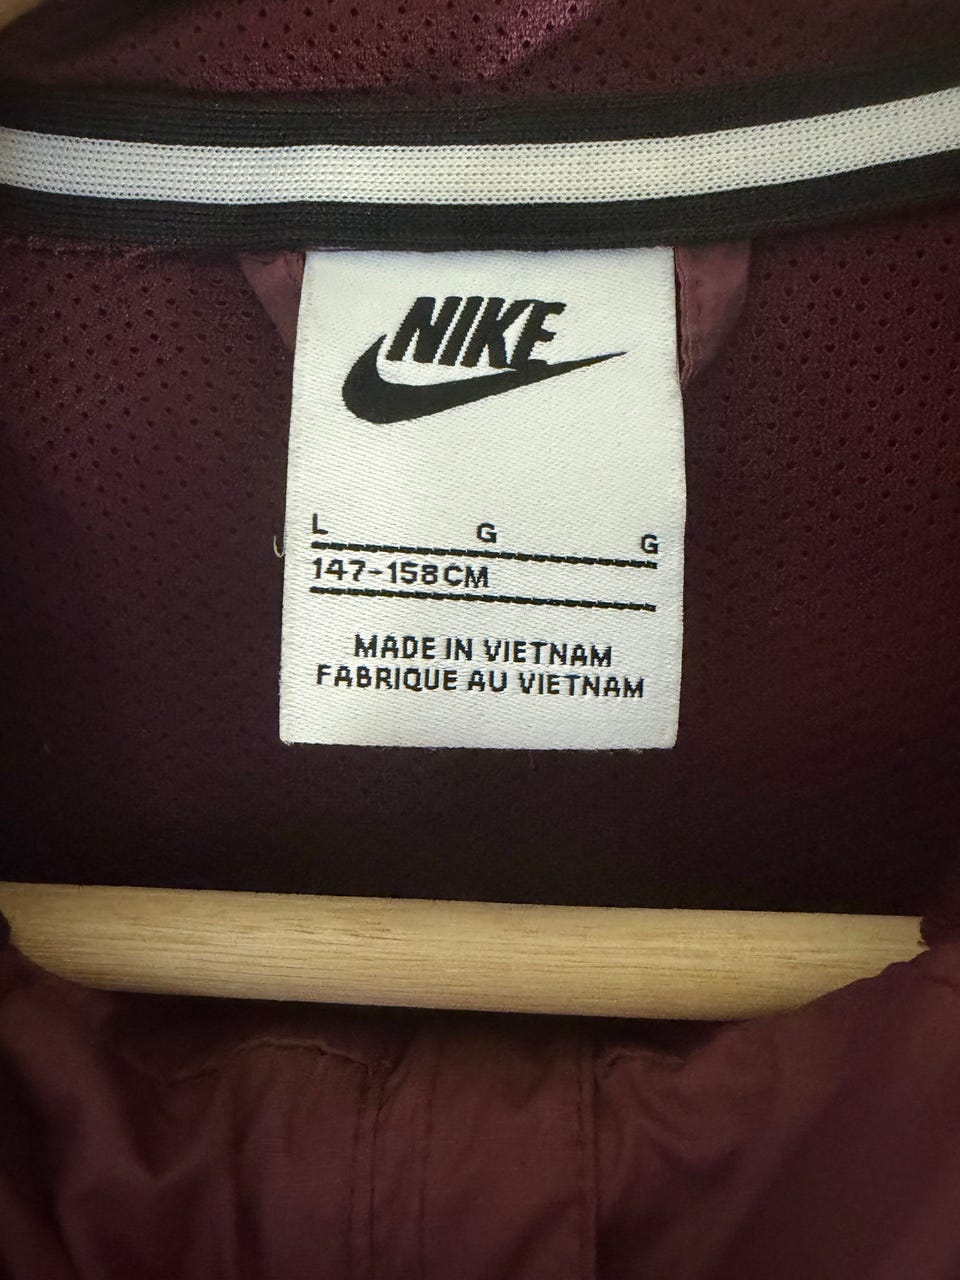 NIKE
L G G
147-158CM
MADE IN VIETNAM
FABRIQUE AU VIETNAM